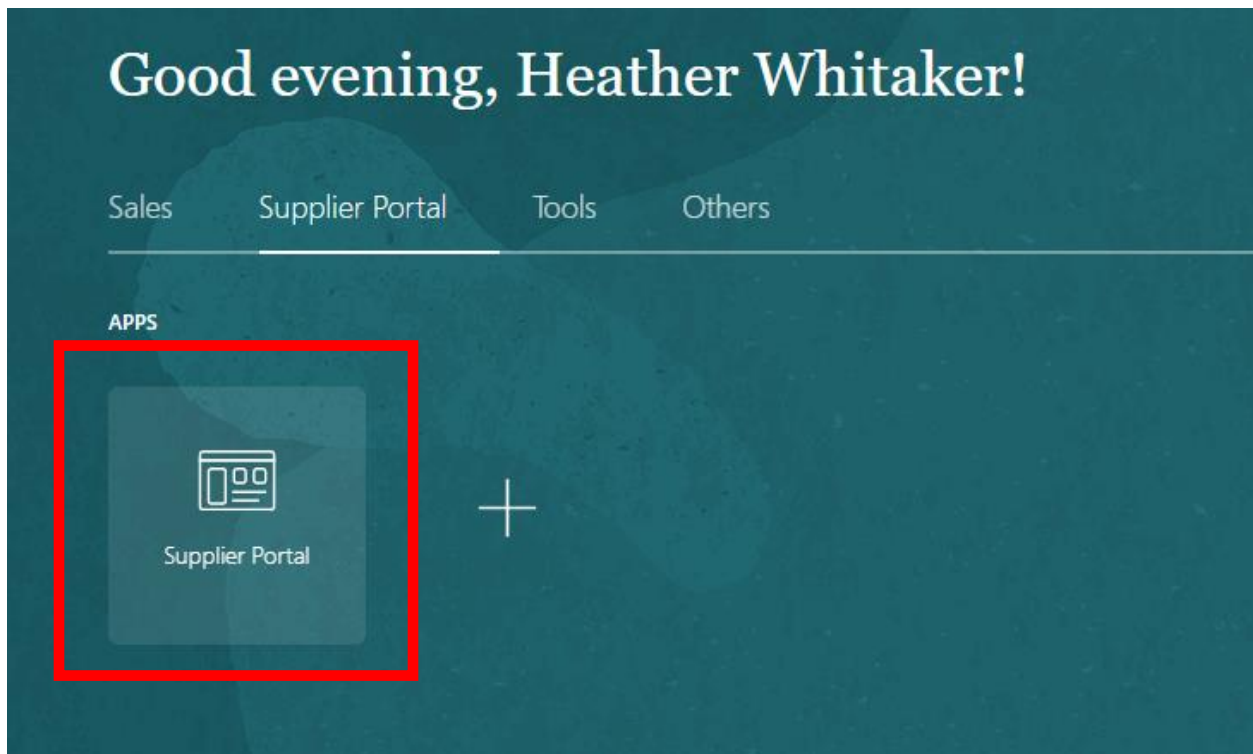 Good evening, Heather Whitaker!
Sales Supplier Portal Tools Others
APPS
Supplier Portal